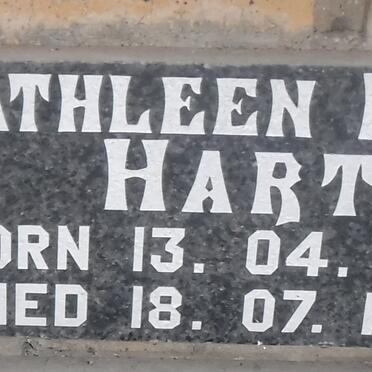 ATHLEEN
HART
ORN 13. 04.
IED 18. 07.